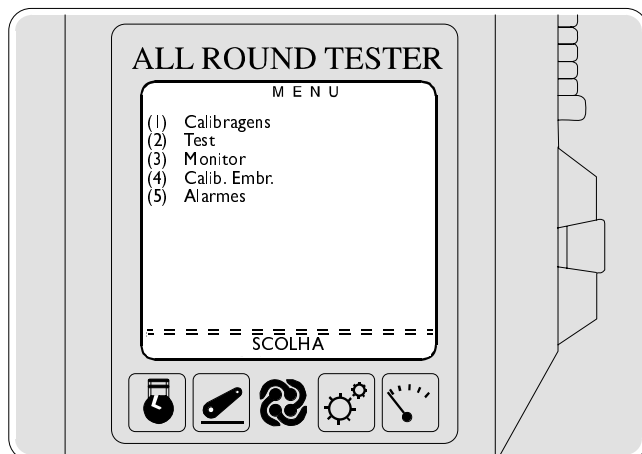 ALL ROUND TESTER
MENU
(1) Calibragens
(2) Test
(3) Monitor
(4) Calib. Embr.
(5) Alarmes
SCOLHA